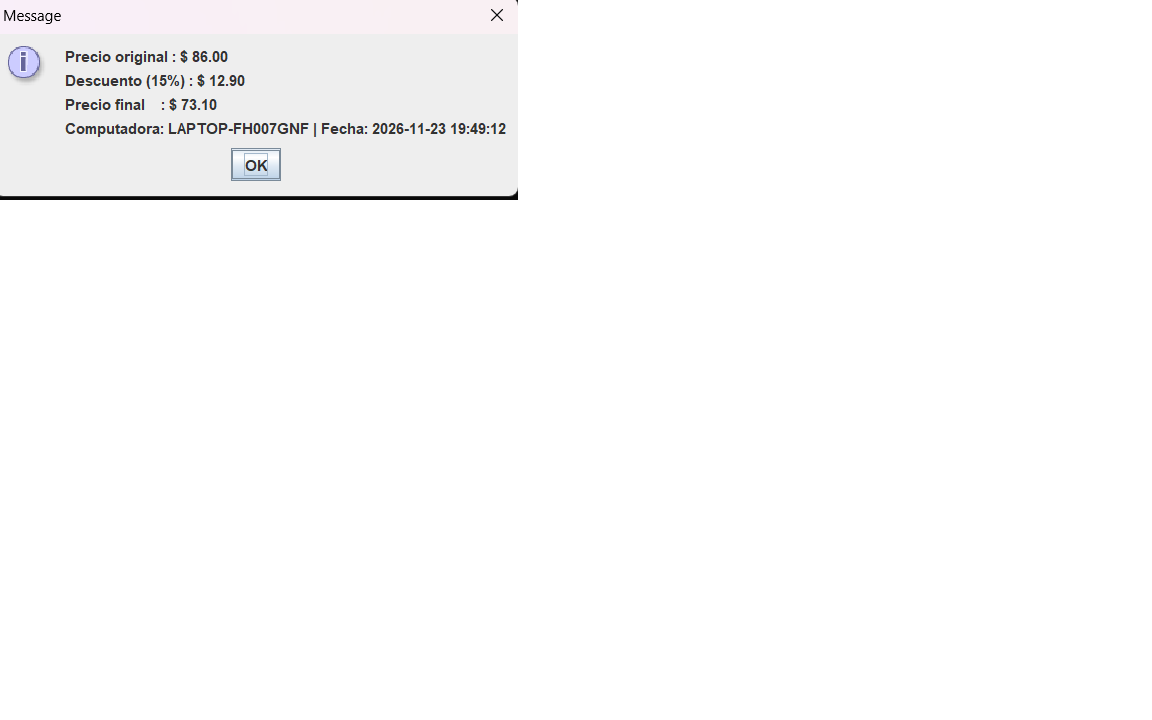 Message
Precio original : $ 86.00
Descuento (15%) : $ 12.90
Precio final    : $ 73.10
Computadora: LAPTOP-FH007GNF | Fecha: 2026-11-23 19:49:12
OK